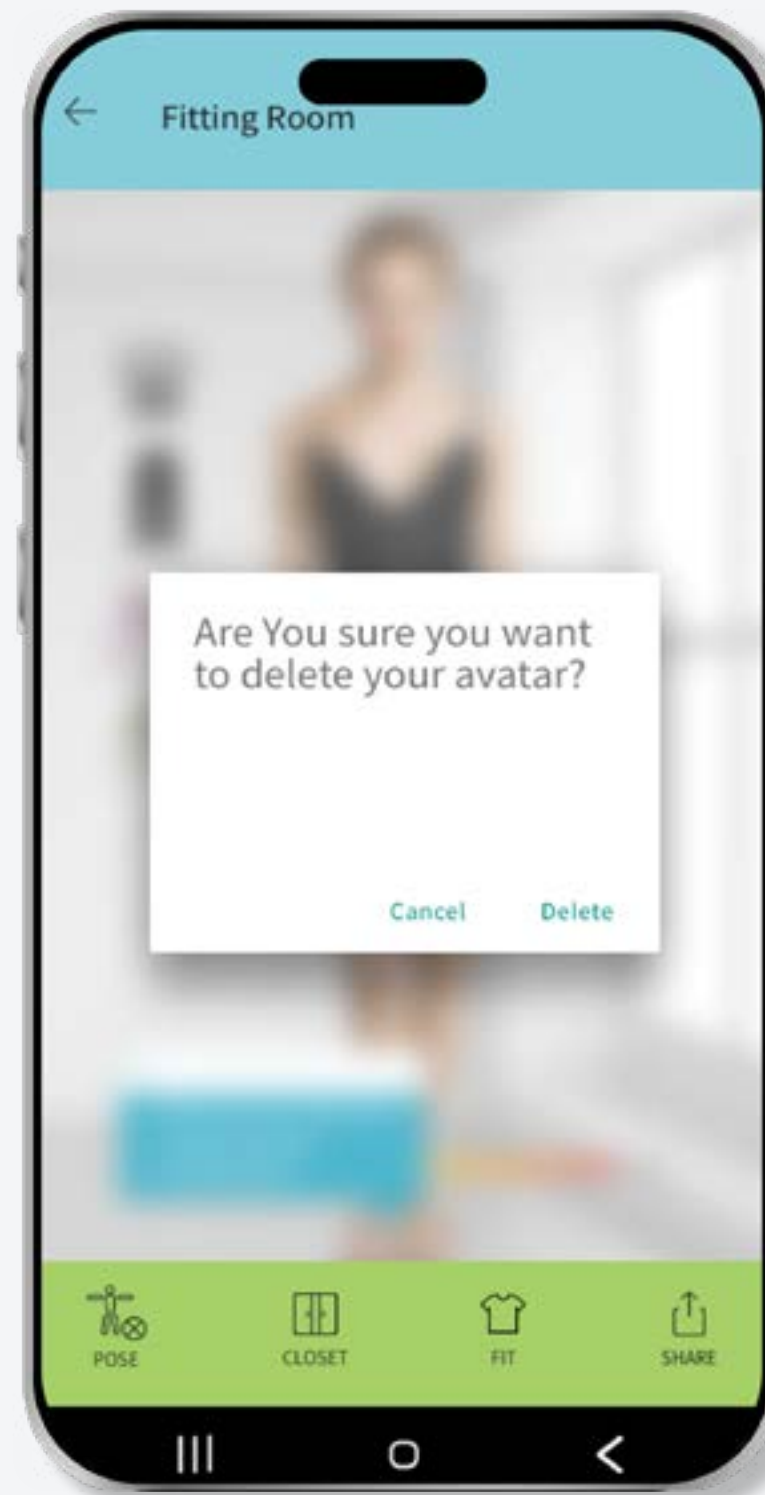 Fitting Room
Are You sure you want
to delete your avatar?
Cancel Delete
POSE CLOSET FIT SHARE